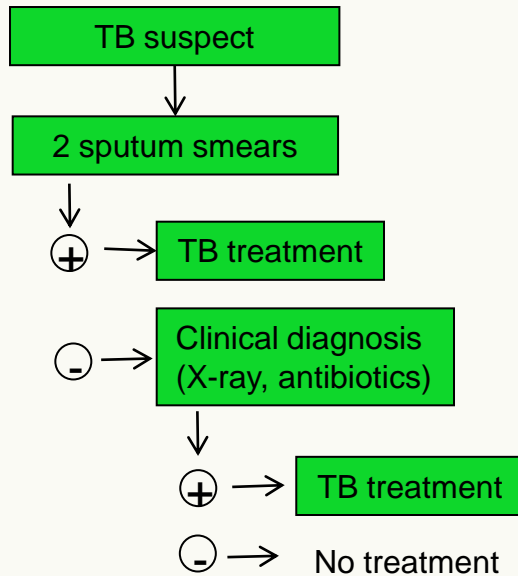 TB suspect
2 sputum smears
+
TB treatment
-
Clinical diagnosis
(X-ray, antibiotics)
+
TB treatment
-
No treatment